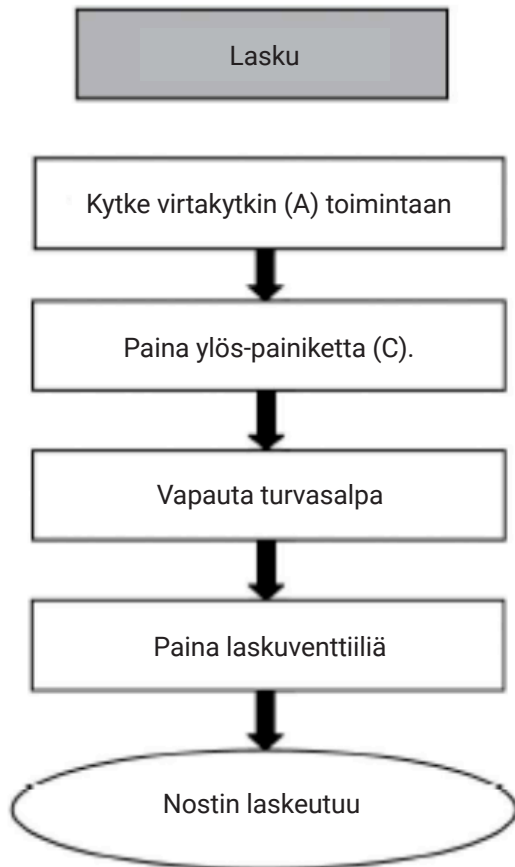 Lasku
Kytke virtakytkin (A) toimintaan
Paina ylös-painiketta (C).
Vapauta turvasalpa
Paina laskuventtiiliä
Nostin laskeutuu